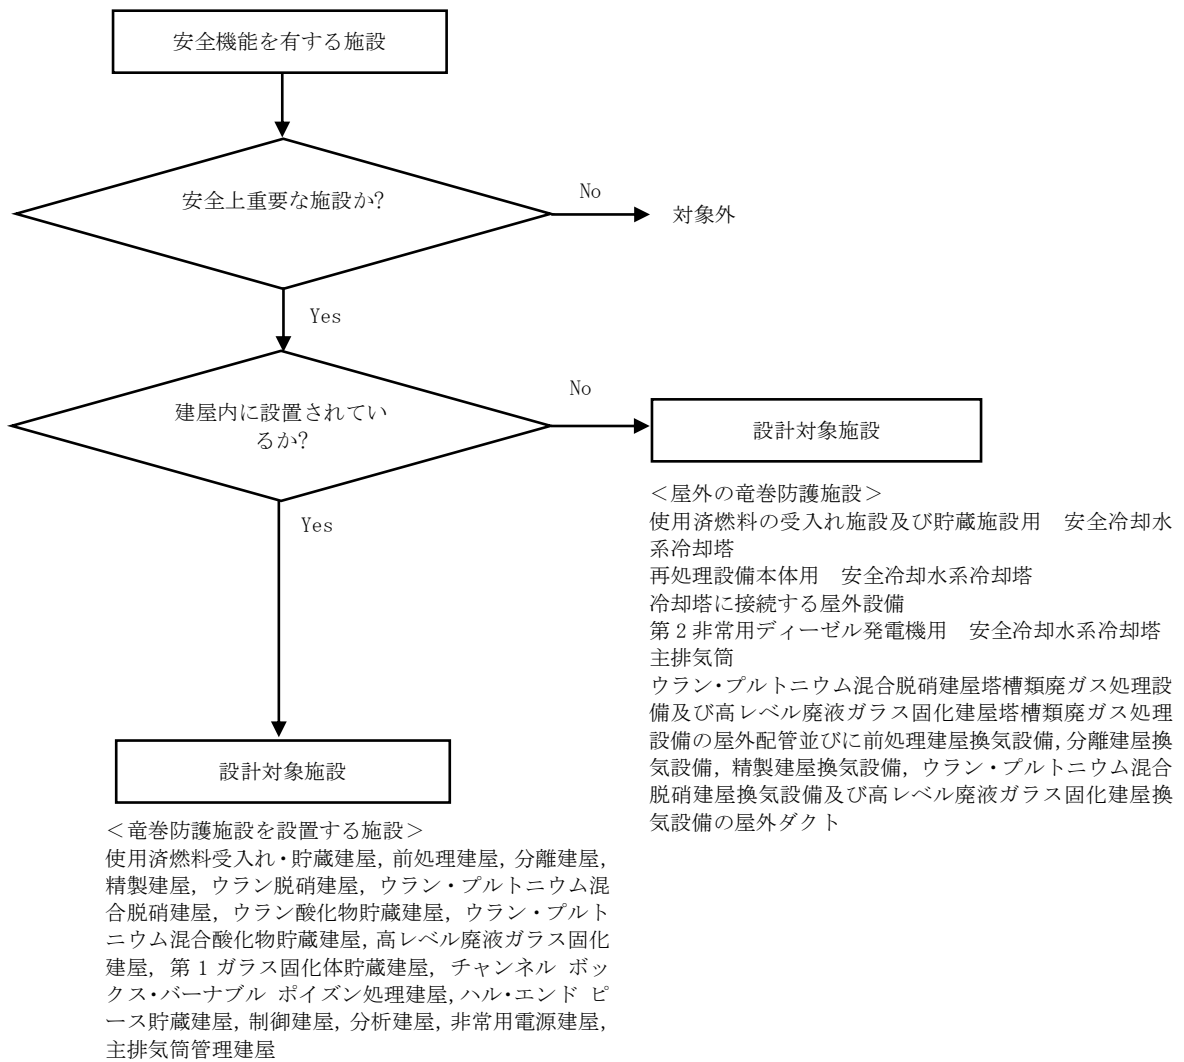 安全機能を有する施設
安全上重要な施設か?
No
対象外
Yes
建屋内に設置されてい
るか?
No
設計対象施設
＜屋外の竜巻防護施設＞
使用済燃料の受入れ施設及び貯蔵施設用　安全冷却水
系冷却塔
再処理設備本体用　安全冷却水系冷却塔
冷却塔に接続する屋外設備
第２非常用ディーゼル発電機用　安全冷却水系冷却塔
主排気筒
ウラン・プルトニウム混合脱硝建屋塔槽類廃ガス処理設
備及び高レベル廃液ガラス固化建屋塔槽類廃ガス処理
設備の屋外配管並びに前処理建屋換気設備, 分離建屋換
気設備, 精製建屋換気設備, ウラン・プルトニウム混合
脱硝建屋換気設備及び高レベル廃液ガラス固化建屋換
気設備の屋外ダクト
Yes
設計対象施設
＜竜巻防護施設を設置する施設＞
使用済燃料受入れ・貯蔵建屋, 前処理建屋, 分離建屋,
精製建屋, ウラン脱硝建屋, ウラン・プルトニウム混
合脱硝建屋, ウラン酸化物貯蔵建屋, ウラン・プルト
ニウム混合酸化物貯蔵建屋, 高レベル廃液ガラス固化
建屋, 第１ガラス固化体貯蔵建屋, チャンネル ボッ
クス・バーナブル ポイズン処理建屋, ハル・エンド ピ
ース貯蔵建屋, 制御建屋, 分析建屋, 非常用電源建屋,
主排気筒管理建屋